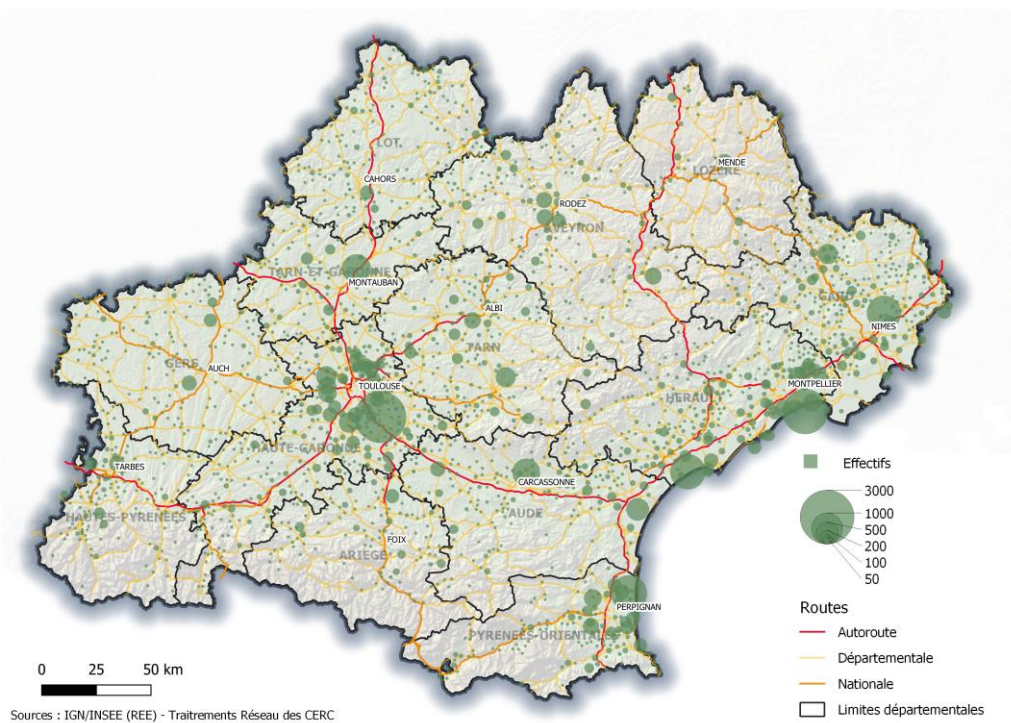 LOT
CAHORS
MENDE
LOZERE
RODEZ
AVEYRON
TARN-ET-GARONNE
MONTAUBAN
ALBI
GARD
NIMES
TARN
GERS
AUCH
TOULOUSE
MONTPELLIER
HERAULT
HAUTE-GARONNE
TARBES
CARCASSONNE
HAUTES-PYRENEES
AUDE
FOIX
ARIEGE
PERPIGNAN
PYRENEES-ORIENTALES
Effectifs
3000
1000
500
200
100
50
Routes
Autoroute
Départementale
Nationale
Limites départementales
0 25 50 km
Sources : IGN/INSEE (REE) - Traitements Réseau des CERC